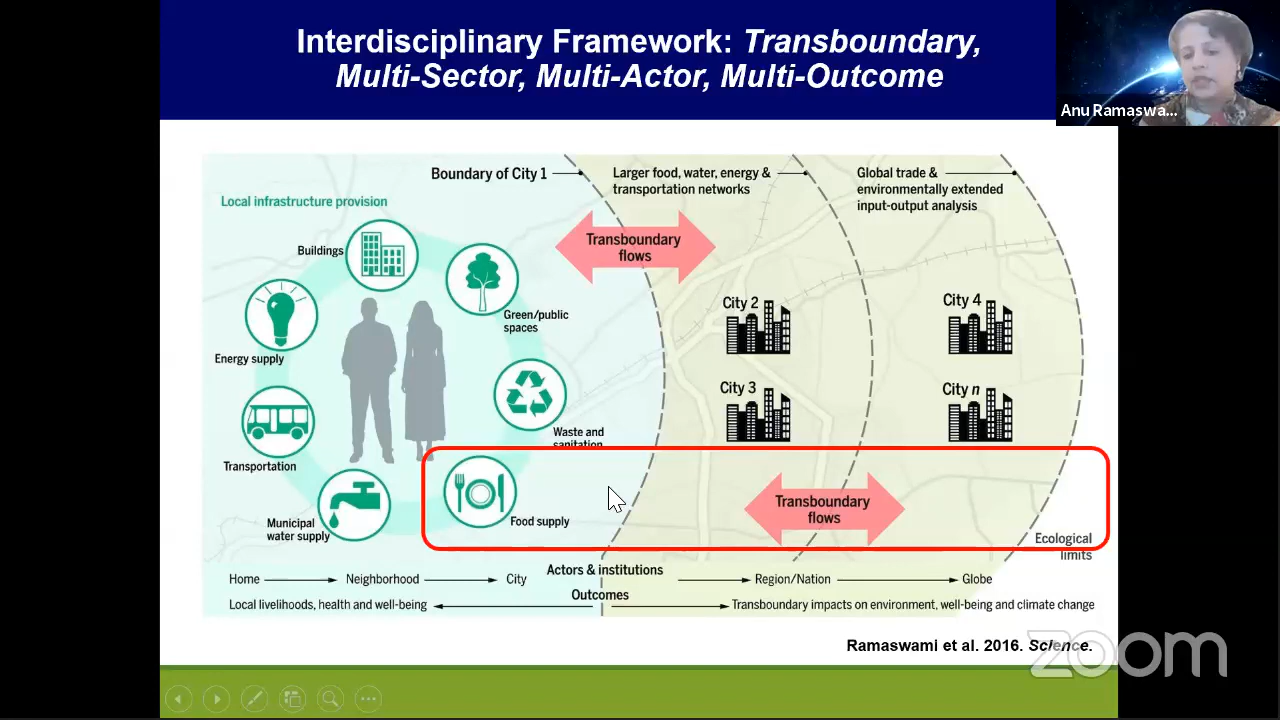 Interdisciplinary Framework: Transboundary,
Multi-Sector, Multi-Actor, Multi-Outcome
Anu Ramaswa...
Boundary of City 1
Larger food, water, energy &
transportation networks
Global trade &
environmentally extended
input-output analysis
Local infrastructure provision
Buildings
Transboundary
flows
Green/public
spaces
City 2
City 4
Energy supply
City 3
City n
Waste and
sanitation
Transportation
Food supply
Municipal
water supply
Transboundary
flows
Ecological
limits
Actors & institutions
Home
Neighborhood
City
Region/Nation
Globe
Outcomes
Local livelihoods, health and well-being
Transboundary impacts on environment, well-being and climate change
Ramaswami et al. 2016. Science.
zoom